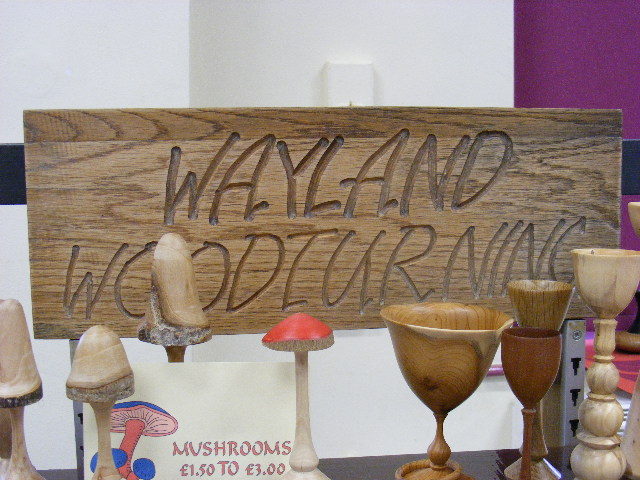 WAYLAND
WOODTURNING
MUSHROOMS
£1.50 TO £3.00